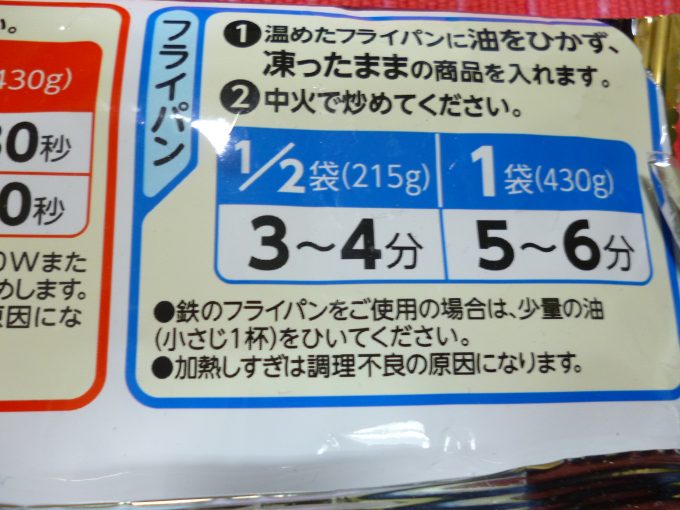 い。
430g)
30秒
0秒
0Wまた
めします。
原因にな
フライパン
❶温めたフライパンに油をひかず、
凍ったままの商品を入れます。
❷中火で炒めてください。
1/2袋(215g) 1袋(430g)
3〜4分 5〜6分
●鉄のフライパンをご使用の場合は、少量の油
(小さじ1杯)をひいてください。
●加熱しすぎは調理不良の原因になります。